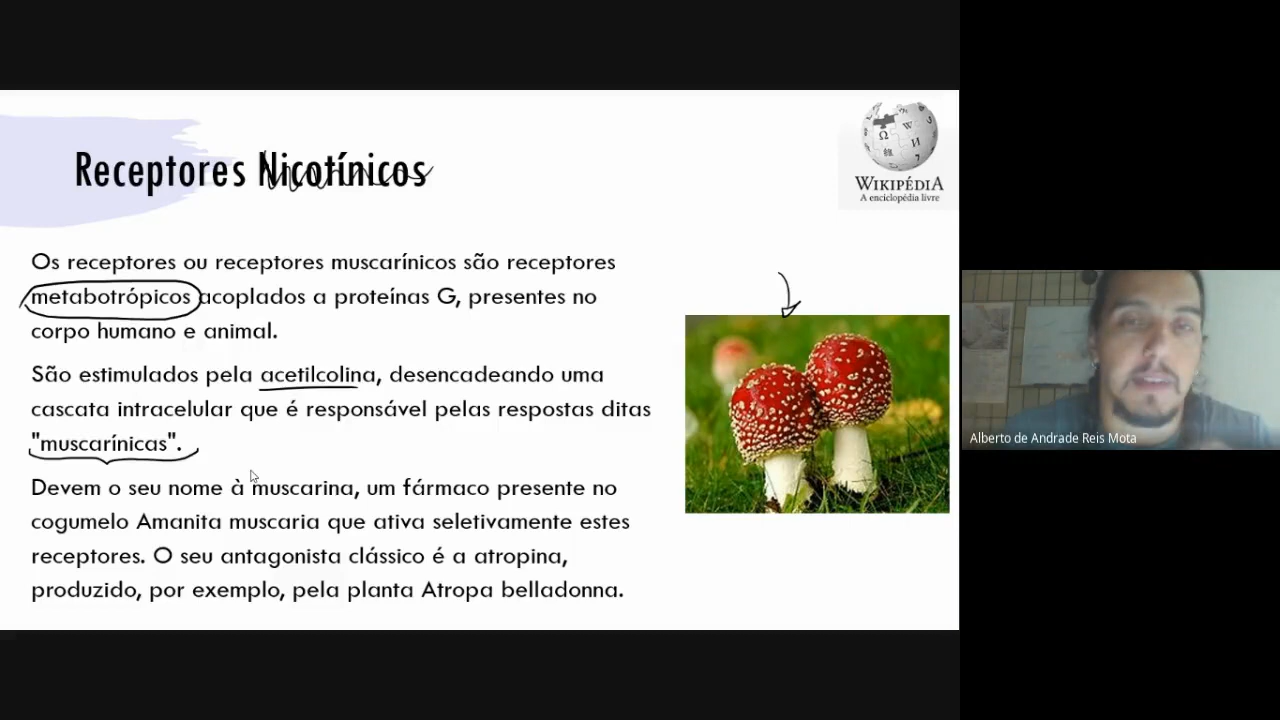 Receptores Nicotínicos
WIKIPÉDIA
A enciclopédia livre
Os receptores ou receptores muscarínicos são receptores
metabotrópicos acoplados a proteínas G, presentes no
corpo humano e animal.
São estimulados pela acetilcolina, desencadeando uma
cascata intracelular que é responsável pelas respostas ditas
"muscarínicas".
Devem o seu nome à muscarina, um fármaco presente no
cogumelo Amanita muscaria que ativa seletivamente estes
receptores. O seu antagonista clássico é a atropina,
produzido, por exemplo, pela planta Atropa belladonna.
Alberto de Andrade Reis Mota